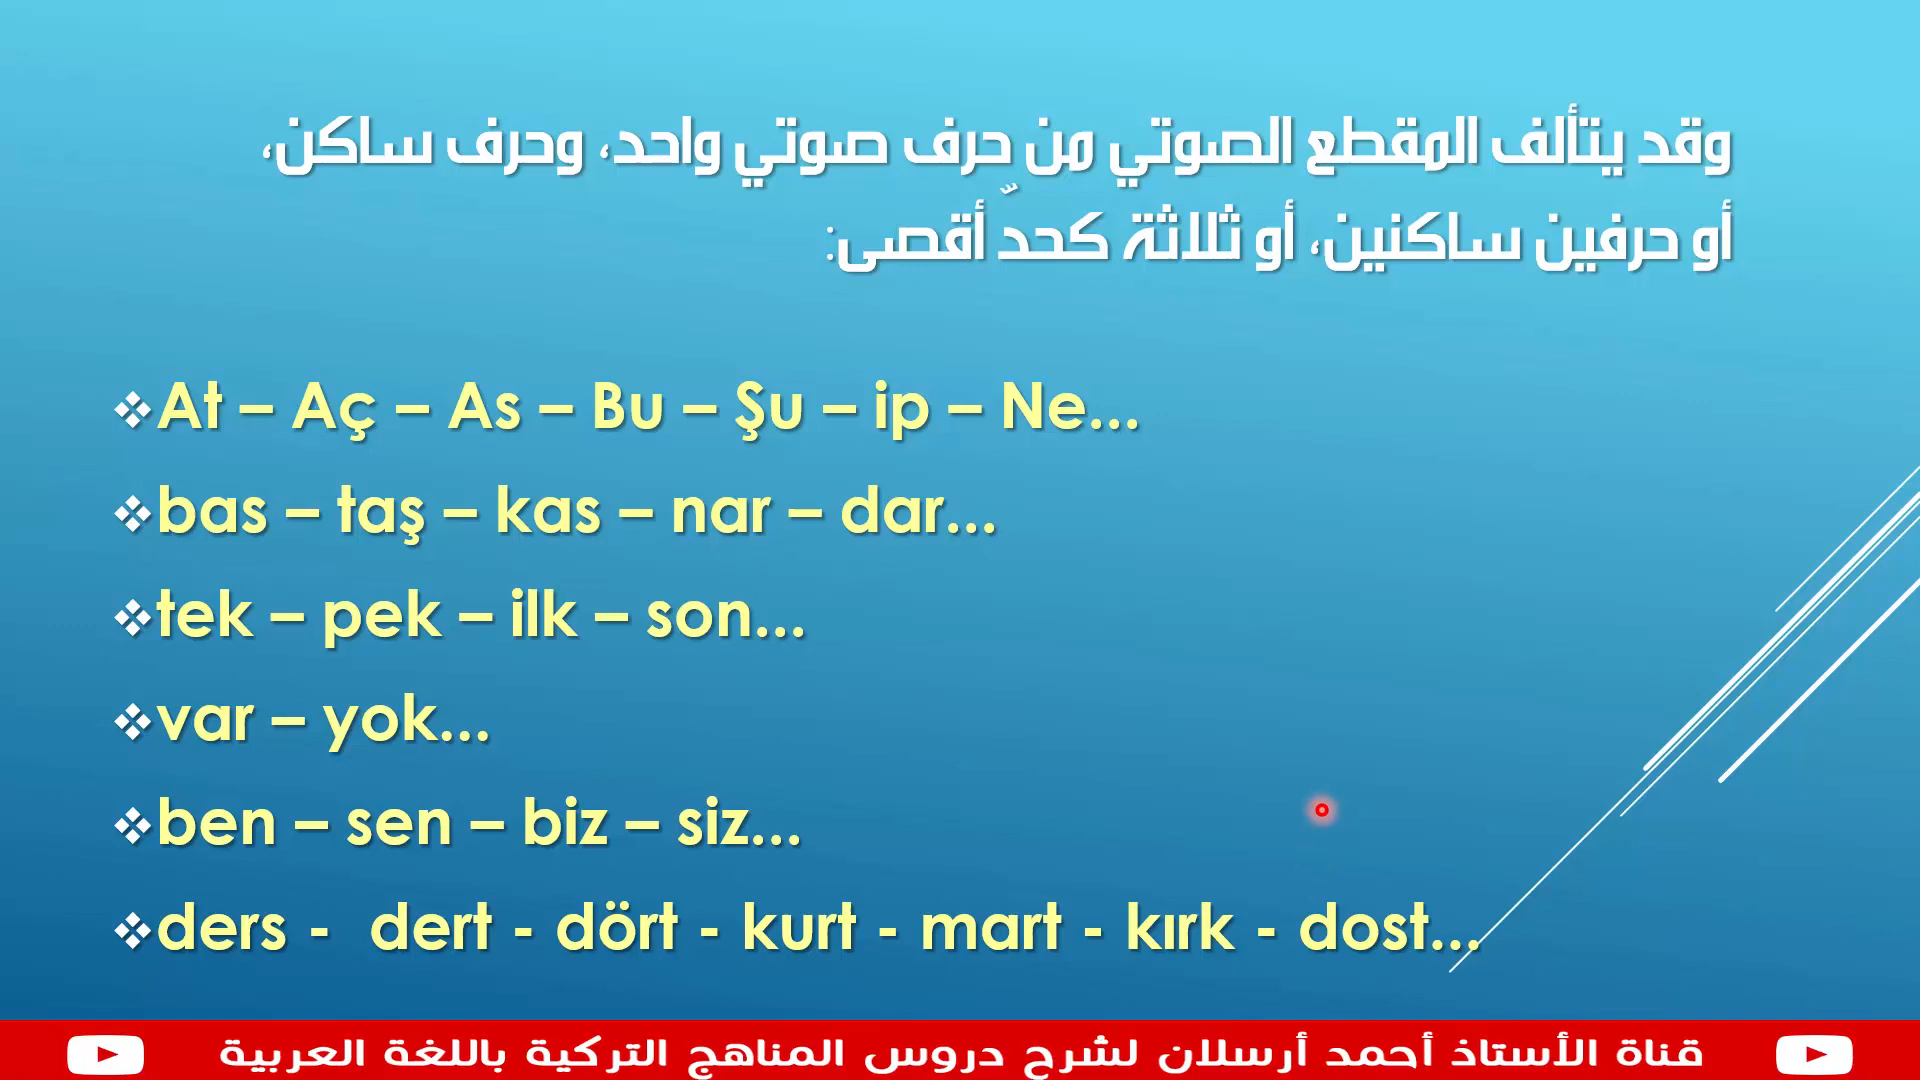 وقد يتألف المقطع الصوتي من حرف صوتي واحد، وحرف ساكن،
أو حرفين ساكنين، أو ثلاثة كحدٍّ أقصى:
At – Aç – As – Bu – Şu – ip – Ne...
bas – taş – kas – nar – dar...
tek – pek – ilk – son...
var – yok...
ben – sen – biz – siz...
ders - dert - dört - kurt - mart - kırk - dost...
قناة الأستاذ أحمد أرسلان لشرح دروس المناهج التركية باللغة العربية